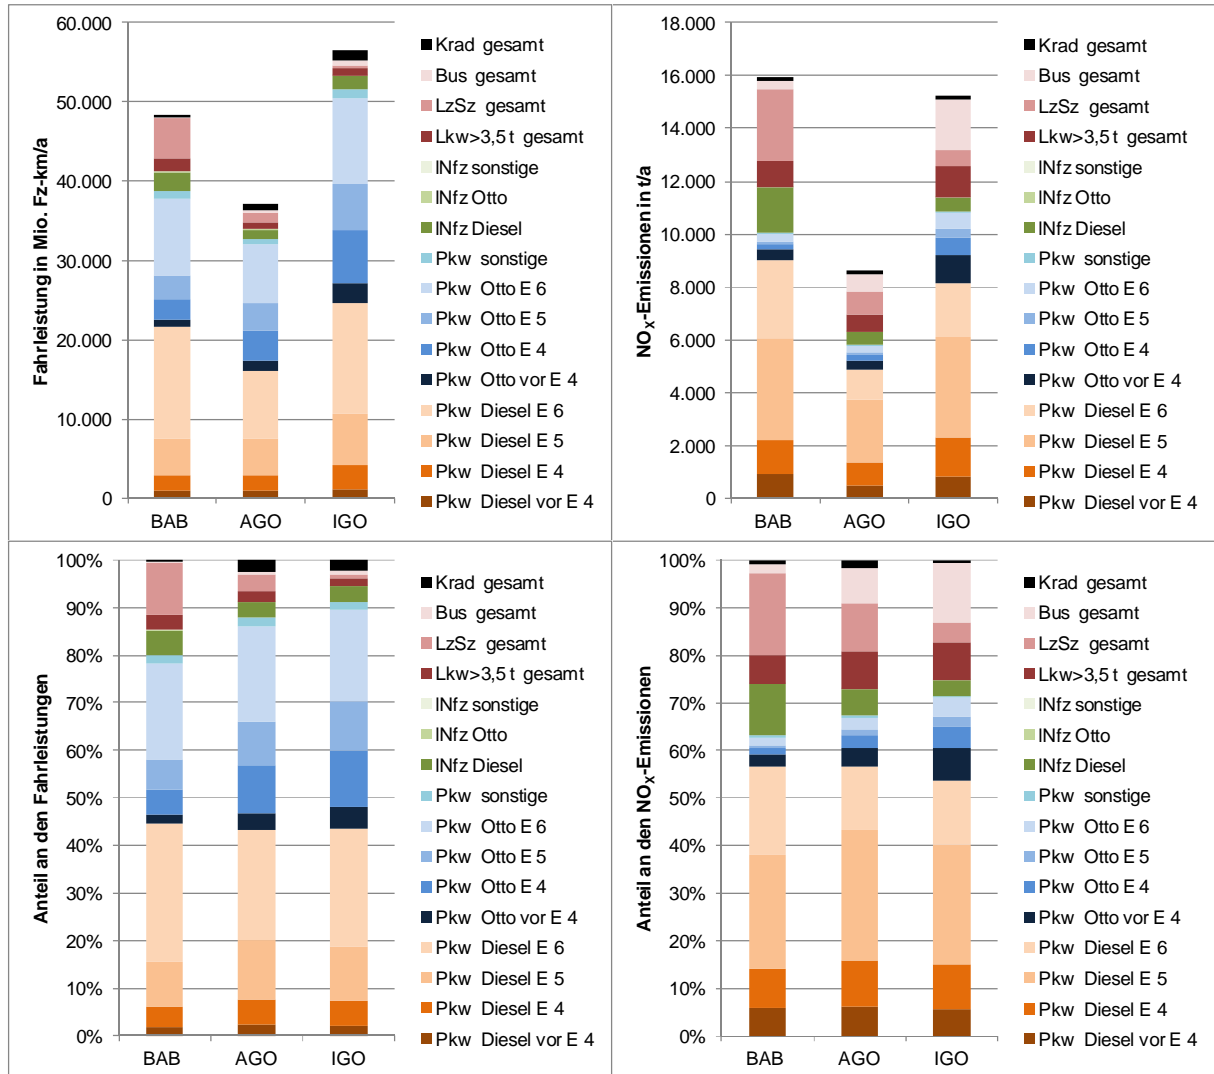 Fahrleistung in Mio. Fz-km/a
60.000
50.000
40.000
30.000
20.000
10.000
0
BAB
AGO
IGO
Krad gesamt
Bus gesamt
LzSz gesamt
Lkw>3,5 t gesamt
lNfz sonstige
lNfz Otto
lNfz Diesel
Pkw sonstige
Pkw Otto E 6
Pkw Otto E 5
Pkw Otto E 4
Pkw Otto vor E 4
Pkw Diesel E 6
Pkw Diesel E 5
Pkw Diesel E 4
Pkw Diesel vor E 4
NOX-Emissionen in t/a
18.000
16.000
14.000
12.000
10.000
8.000
6.000
4.000
2.000
0
BAB
AGO
IGO
Krad gesamt
Bus gesamt
LzSz gesamt
Lkw>3,5 t gesamt
lNfz sonstige
lNfz Otto
lNfz Diesel
Pkw sonstige
Pkw Otto E 6
Pkw Otto E 5
Pkw Otto E 4
Pkw Otto vor E 4
Pkw Diesel E 6
Pkw Diesel E 5
Pkw Diesel E 4
Pkw Diesel vor E 4
Anteil an den Fahrleistungen
100%
90%
80%
70%
60%
50%
40%
30%
20%
10%
0%
BAB
AGO
IGO
Krad gesamt
Bus gesamt
LzSz gesamt
Lkw>3,5 t gesamt
lNfz sonstige
lNfz Otto
lNfz Diesel
Pkw sonstige
Pkw Otto E 6
Pkw Otto E 5
Pkw Otto E 4
Pkw Otto vor E 4
Pkw Diesel E 6
Pkw Diesel E 5
Pkw Diesel E 4
Pkw Diesel vor E 4
Anteil an den NOX-Emissionen
100%
90%
80%
70%
60%
50%
40%
30%
20%
10%
0%
BAB
AGO
IGO
Krad gesamt
Bus gesamt
LzSz gesamt
Lkw>3,5 t gesamt
lNfz sonstige
lNfz Otto
lNfz Diesel
Pkw sonstige
Pkw Otto E 6
Pkw Otto E 5
Pkw Otto E 4
Pkw Otto vor E 4
Pkw Diesel E 6
Pkw Diesel E 5
Pkw Diesel E 4
Pkw Diesel vor E 4